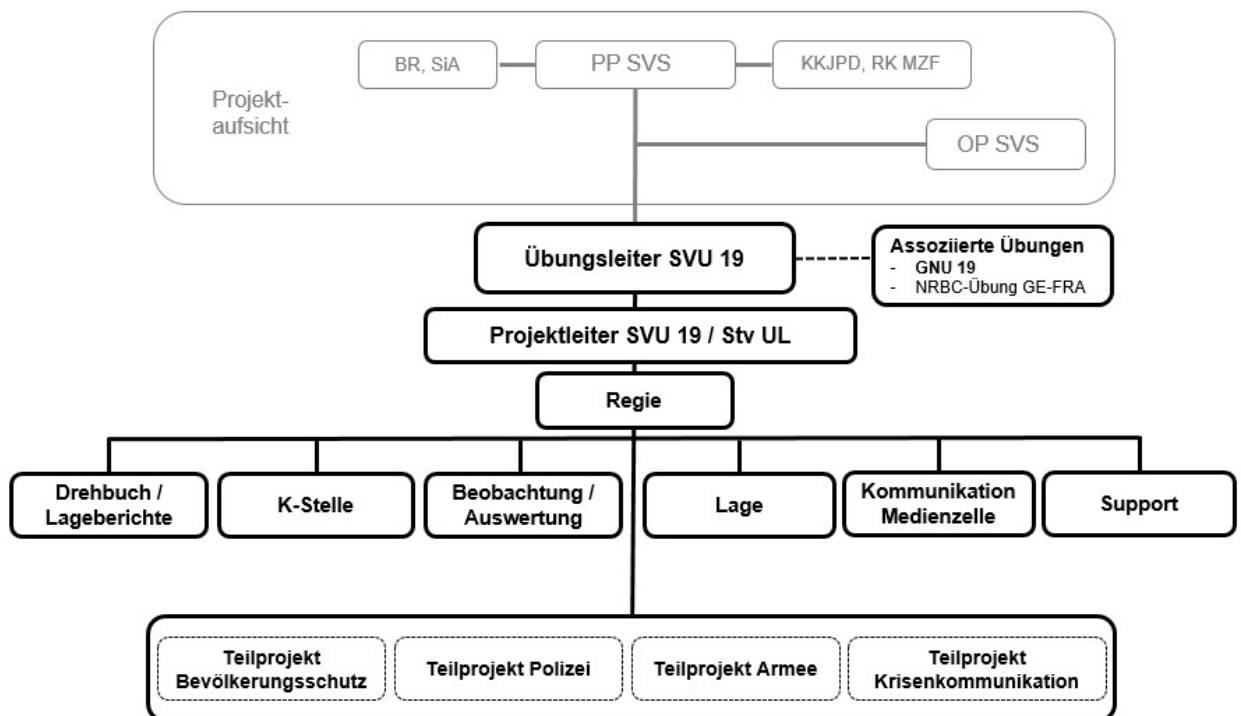 BR, SiA
PP SVS
KKJPD, RK MZF
Projekt-
aufsicht
OP SVS
Übungsleiter SVU 19
Assoziierte Übungen
- GNU 19
- NRBC-Übung GE-FRA
Projektleiter SVU 19 / Stv UL
Regie
Drehbuch /
Lageberichte
K-Stelle
Beobachtung /
Auswertung
Lage
Kommunikation
Medienzelle
Support
Teilprojekt
Bevölkerungsschutz
Teilprojekt Polizei
Teilprojekt Armee
Teilprojekt
Krisenkommunikation